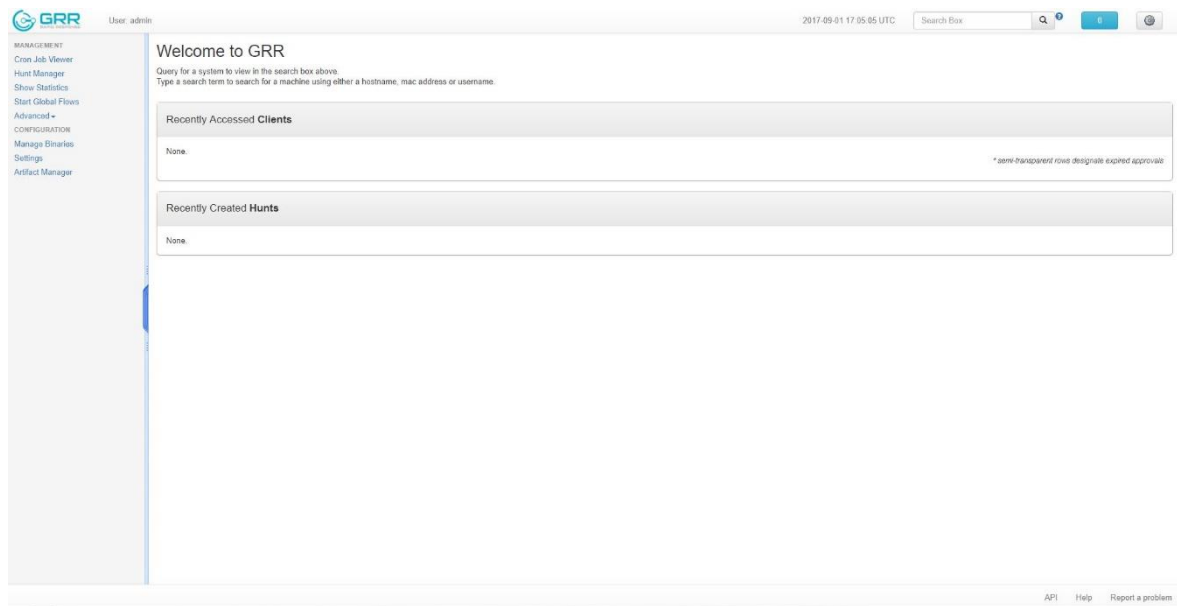 GRR
User: admin
2017-09-01 17:05:05 UTC
Search Box
0
MANAGEMENT
Cron Job Viewer
Hunt Manager
Show Statistics
Start Global Flows
Advanced
CONFIGURATION
Manage Binaries
Settings
Artifact Manager
Welcome to GRR
Query for a system to view in the search box above.
Type a search term to search for a machine using either a hostname, mac address or username.
Recently Accessed Clients
None.
* semi-transparent rows designate expired approvals
Recently Created Hunts
None.
API Help Report a problem